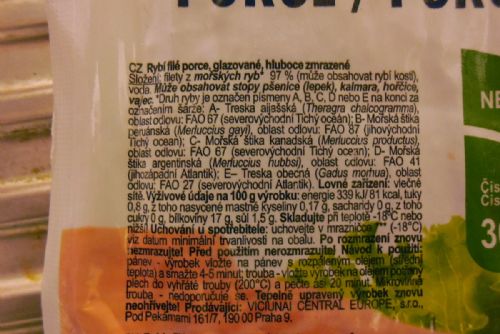 CZ Rybí filé porce, glazované, hluboce zmrazené
Složení: filety z mořských ryb* 97 % (může obsahovat rybí kosti),
voda. Může obsahovat stopy pšenice (lepek), kalmara, hořčice,
vajec. *Druh ryby je označen písmeny A, B, C, D nebo E na konci za
označením šarže: A- Treska aljašská (Theragra chalcogramma),
oblast odlovu: FAO 67 (severovýchodní Tichý oceán); B- Mořská štika
peruánská (Merluccius gayi), oblast odlovu: FAO 87 (jihovýchodní
Tichý oceán); C- Mořská štika kanadská (Merluccius productus),
oblast odlovu: FAO 67 (severovýchodní Tichý oceán); D- Mořská
štika argentinská (Merluccius hubbsi), oblast odlovu: FAO 41
(jihozápadní Atlantik); E- Treska obecná (Gadus morhua), oblast
odlovu: FAO 27 (severovýchodní Atlantik). Lovné zařízení: vlečné
sítě. Výživové údaje na 100 g výrobku: energie 339 kJ/ 81 kcal, tuky
0,8 g, z toho nasycené mastné kyseliny 0,17 g, sacharidy 0 g, z toho
cukry 0 g, bílkoviny 17 g, sůl 1,5 g. Skladujte při teplotě -18°C nebo
nižší! Uchování u spotřebitele: uchovejte v mrazničce *** (-18°C)
viz datum minimální trvanlivosti na obalu. Po rozmrazení znovu
nezmrazujte! Před použitím nerozmrazujte! Návod k použití:
pánev - výrobek vložte na pánev s rozpáleným olejem (střední
teplota) a smažte 4-5 minut; trouba - vložte výrobek na olejem potřený
plech do vyhřáté trouby (200°C) a pečte asi 20 minut. Mikrovlnná
trouba - nedoporučuje se. Tepelně upravený výrobek znovu
neohřívejte! Prodávající: VICIUNAI CENTRAL EUROPE, s.r.o.,
Pod Pekárnami 161/7, 190 00 Praha 9.